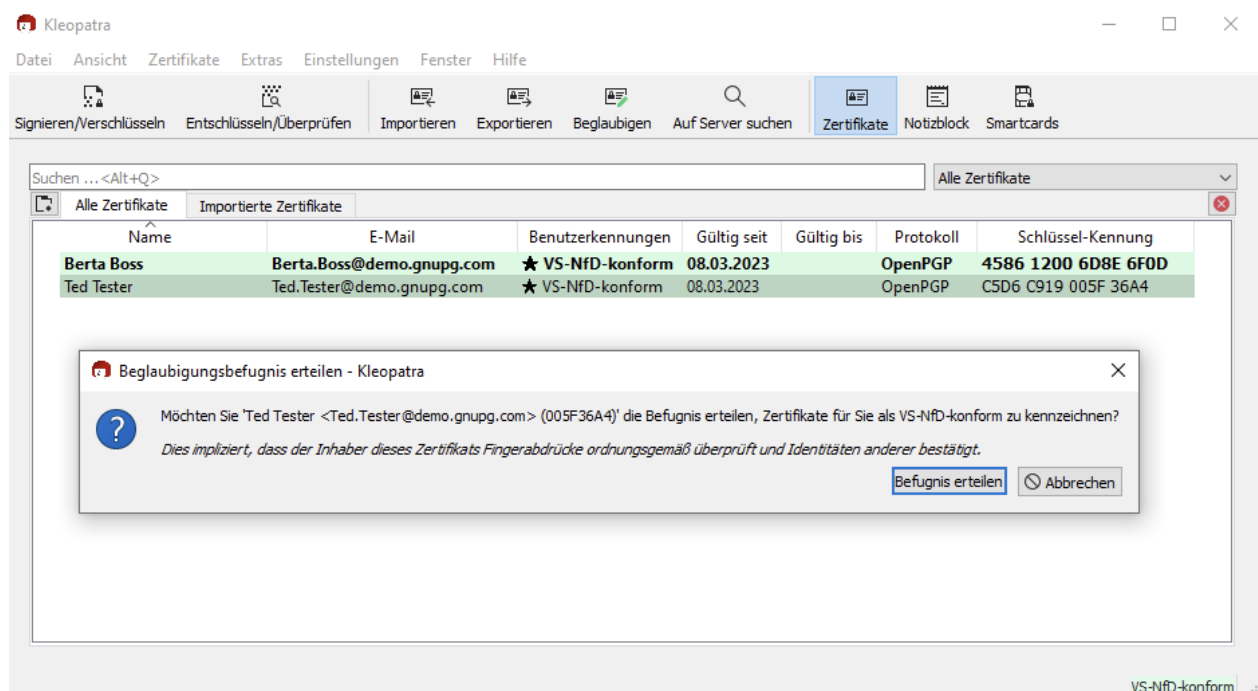 Kleopatra
Datei Ansicht Zertifikate Extras Einstellungen Fenster Hilfe
Signieren/Verschlüsseln Entschlüsseln/Überprüfen Importieren Exportieren Beglaubigen Auf Server suchen Zertifikate Notizblock Smartcards
Suchen ...<Alt+Q> Alle Zertifikate
Alle Zertifikate Importierte Zertifikate
Name E-Mail Benutzerkennungen Gültig seit Gültig bis Protokoll Schlüssel-Kennung
Berta Boss Berta.Boss@demo.gnupg.com ★ VS-NfD-konform 08.03.2023 OpenPGP 4586 1200 6D8E 6F0D
Ted Tester Ted.Tester@demo.gnupg.com ★ VS-NfD-konform 08.03.2023 OpenPGP C5D6 C919 005F 36A4
Beglaubigungsbefugnis erteilen - Kleopatra
Möchten Sie 'Ted Tester <Ted.Tester@demo.gnupg.com> (005F36A4)' die Befugnis erteilen, Zertifikate für Sie als VS-NfD-konform zu kennzeichnen?
Dies impliziert, dass der Inhaber dieses Zertifikats Fingerabdrücke ordnungsgemäß überprüft und Identitäten anderer bestätigt.
Befugnis erteilen Abbrechen
VS-NfD-konform